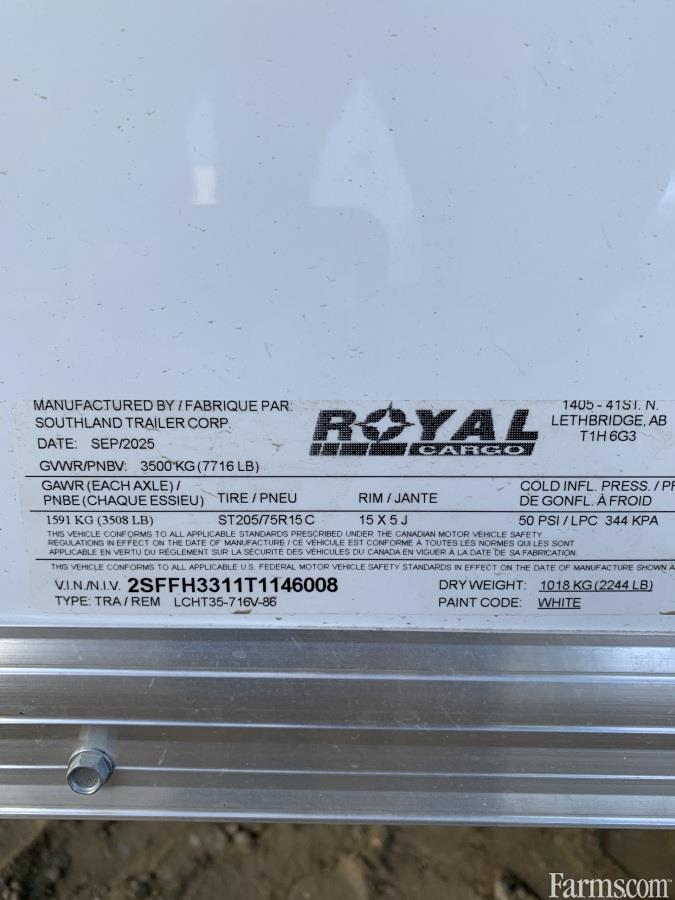 MANUFACTURED BY / FABRIQUE PAR:
SOUTHLAND TRAILER CORP.
DATE: SEP/2025
GVWR/PNBV: 3500 KG (7716 LB)
ROYAL
CARGO
1405 - 41ST. N.
LETHBRIDGE, AB
T1H 6G3
GAWR (EACH AXLE) /
PNBE (CHAQUE ESSIEU)
TIRE / PNEU
RIM / JANTE
COLD INFL. PRESS. / PR
DE GONFL. À FROID
1591 KG (3508 LB) ST205/75R15 C 15 X 5 J 50 PSI / LPC 344 KPA
THIS VEHICLE CONFORMS TO ALL APPLICABLE STANDARDS PRESCRIBED UNDER THE CANADIAN MOTOR VEHICLE SAFETY
REGULATIONS IN EFFECT ON THE DATE OF MANUFACTURE / CE VÉHICULE EST CONFORME À TOUTES LES NORMES QUI LUI SONT
APPLICABLE EN VERTU DU RÈGLEMENT SUR LA SÉCURITÉ DES VÉHICULES DU CANADA EN VIGUER À LA DATE DE SA FABRICATION.
THIS VEHICLE CONFORMS TO ALL APPLICABLE U.S. FEDERAL MOTOR VEHICLE SAFETY STANDARDS IN EFFECT ON THE DATE OF MANUFACTURE SHOWN A
V.I.N./N.I.V. 2SFFH3311T1146008 DRY WEIGHT: 1018 KG (2244 LB)
TYPE: TRA / REM LCHT35-716V-86 PAINT CODE: WHITE
Farms.com